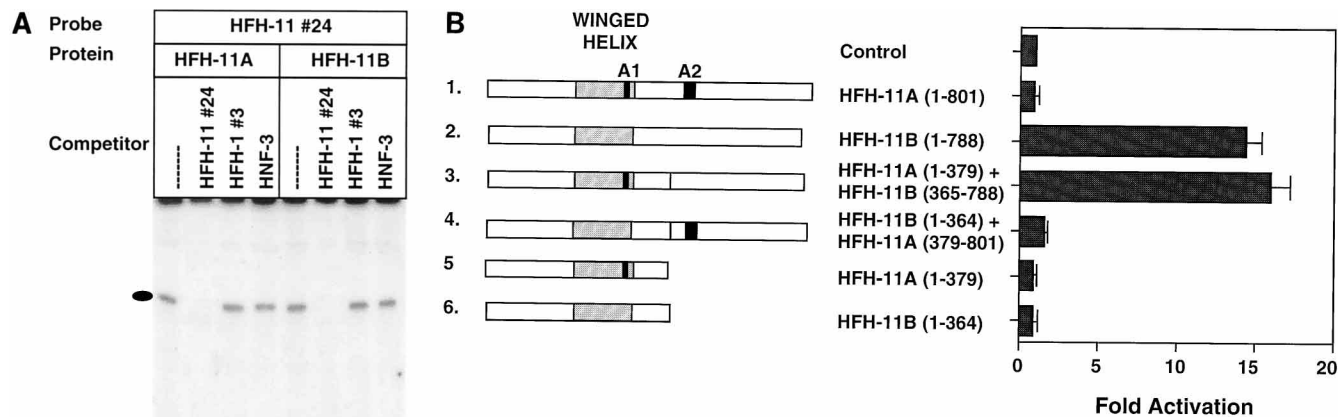 A
Probe
HFH-11 #24
Protein
HFH-11A
HFH-11B
Competitor
------
HFH-11 #24
HFH-1 #3
HNF-3
------
HFH-11 #24
HFH-1 #3
HNF-3
B
WINGED
HELIX
A1
A2
1.
2.
3.
4.
5
6.
Control
HFH-11A (1-801)
HFH-11B (1-788)
HFH-11A (1-379) +
HFH-11B (365-788)
HFH-11B (1-364) +
HFH-11A (379-801)
HFH-11A (1-379)
HFH-11B (1-364)
0
5
10
15
20
Fold Activation